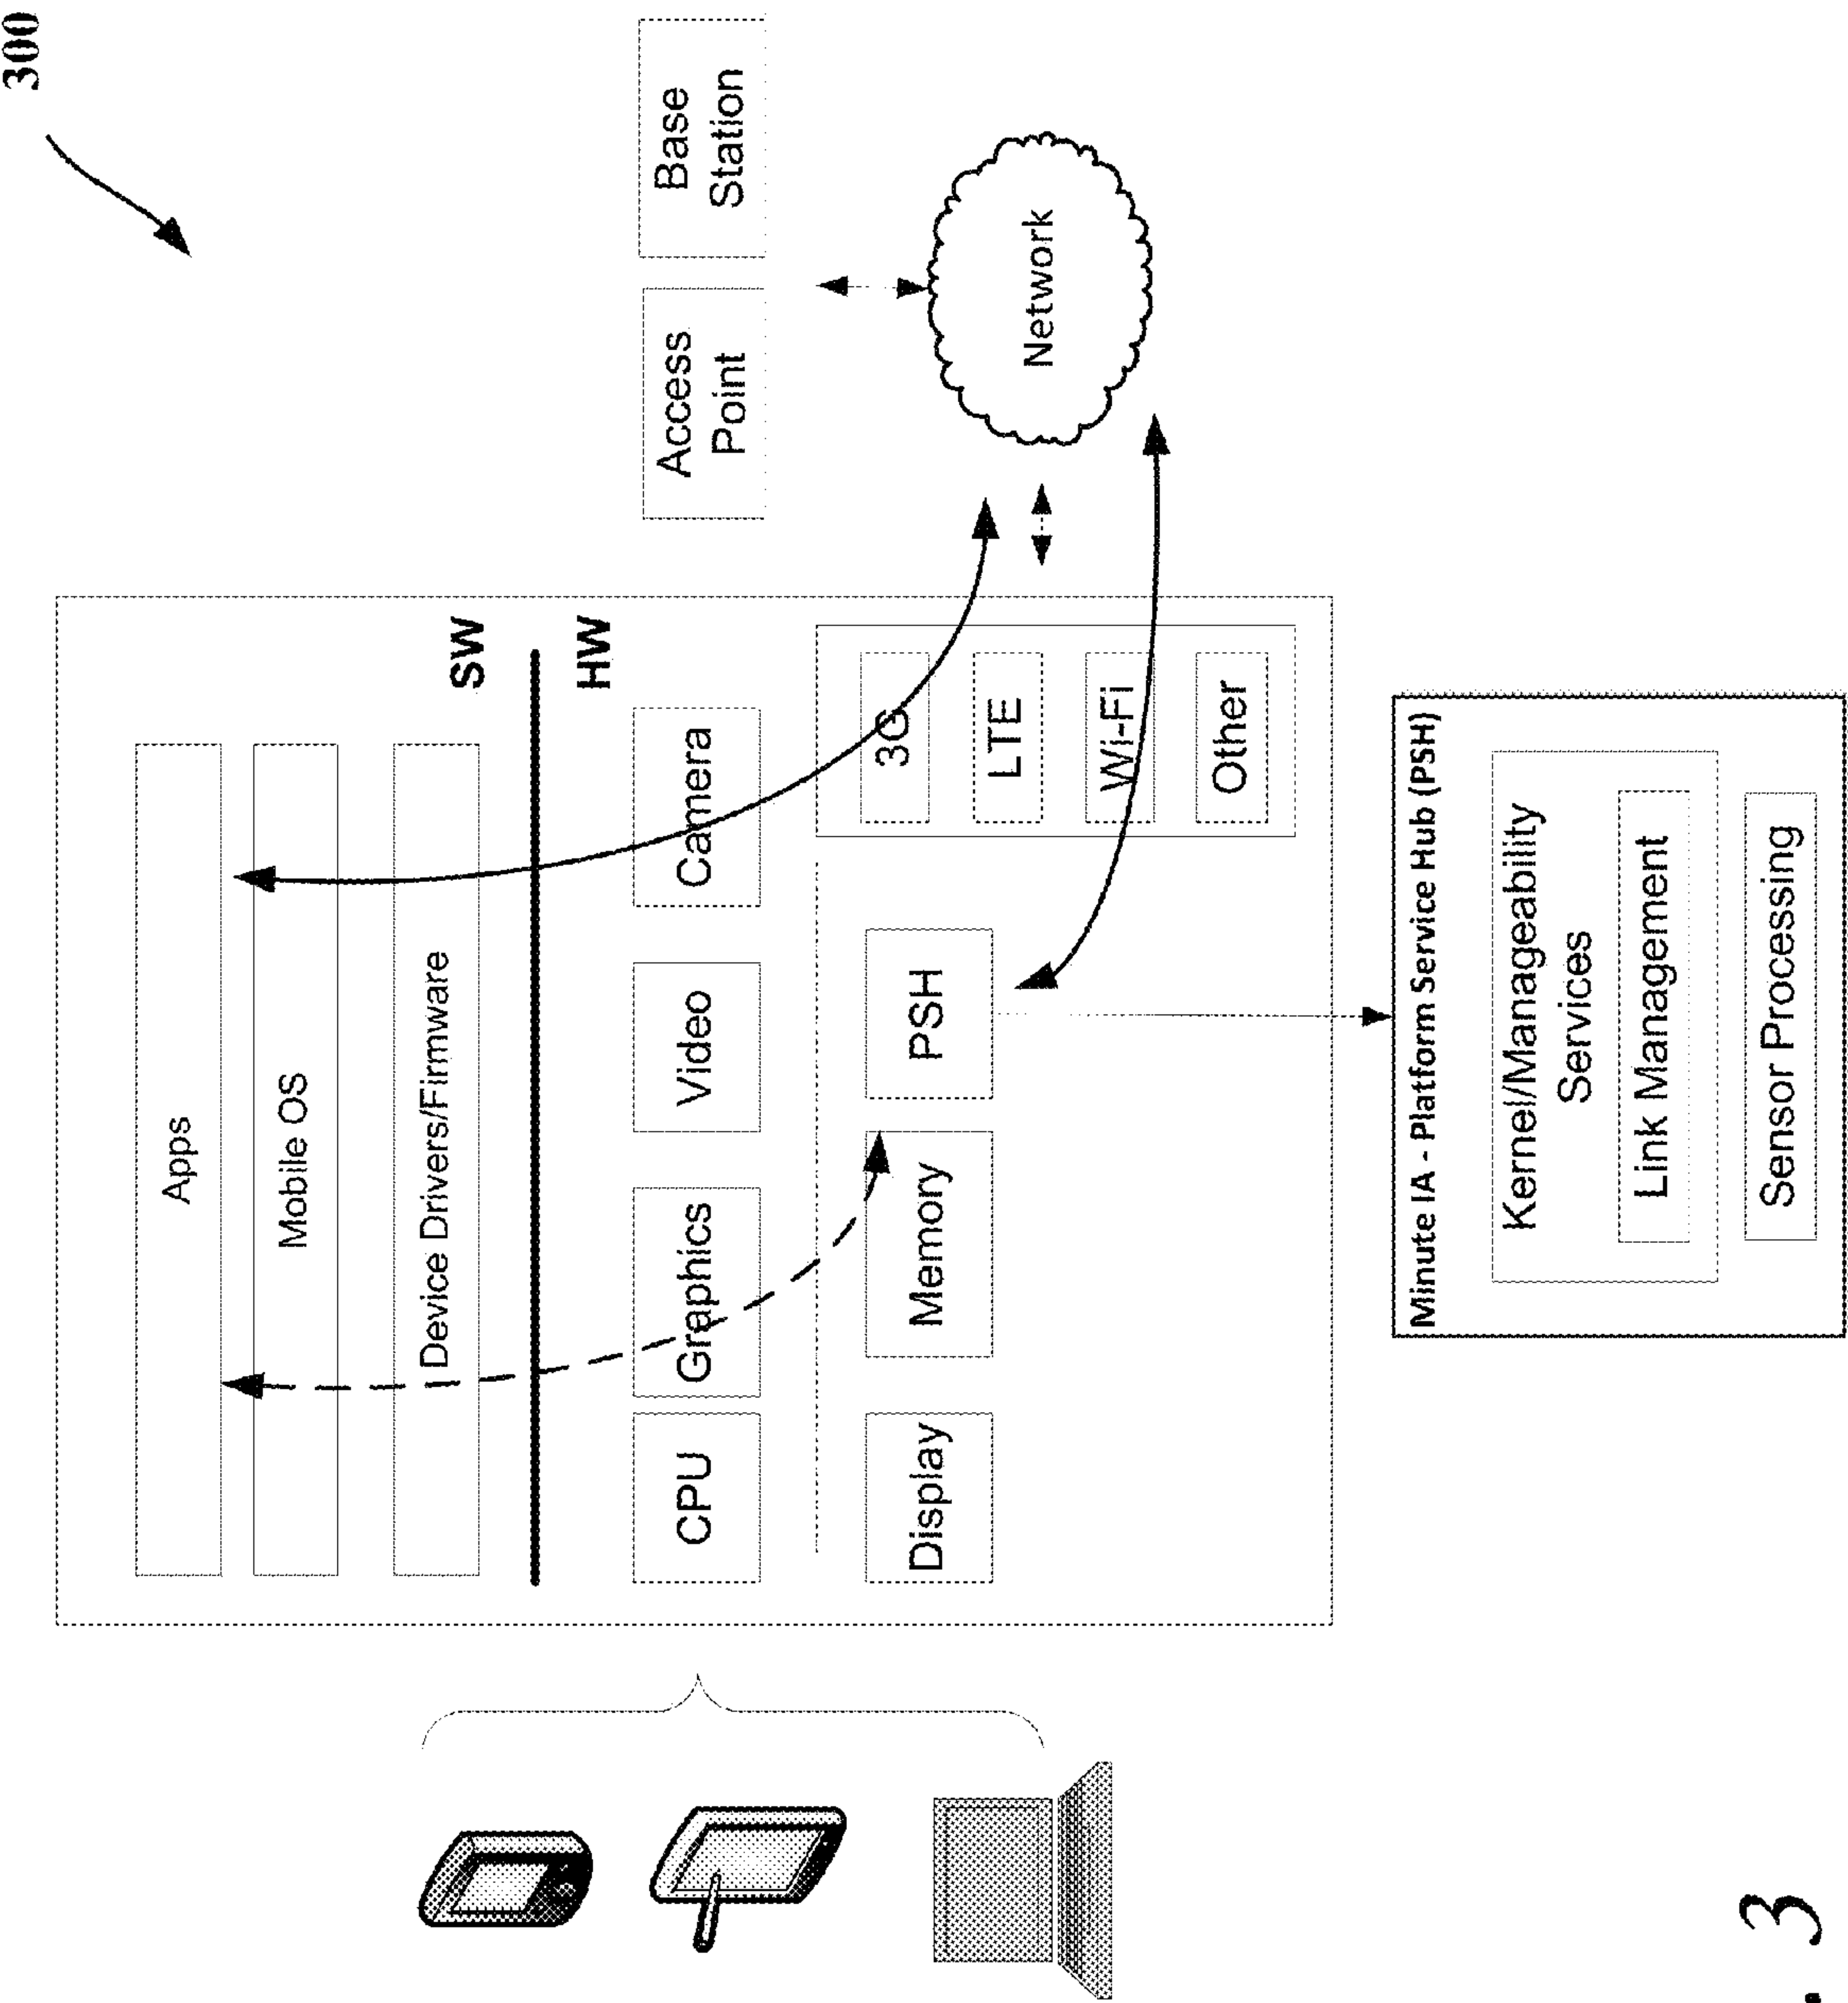 300
Apps
Mobile OS
Device Drivers/Firmware
SW
HW
CPU
Graphics
Video
Camera
Display
Memory
PSH
3G
LTE
Wi-Fi
Other
Access
Point
Base
Station
Network
Minute IA - Platform Service Hub (PSH)
Kernel/Manageability
Services
Link Management
Sensor Processing
3